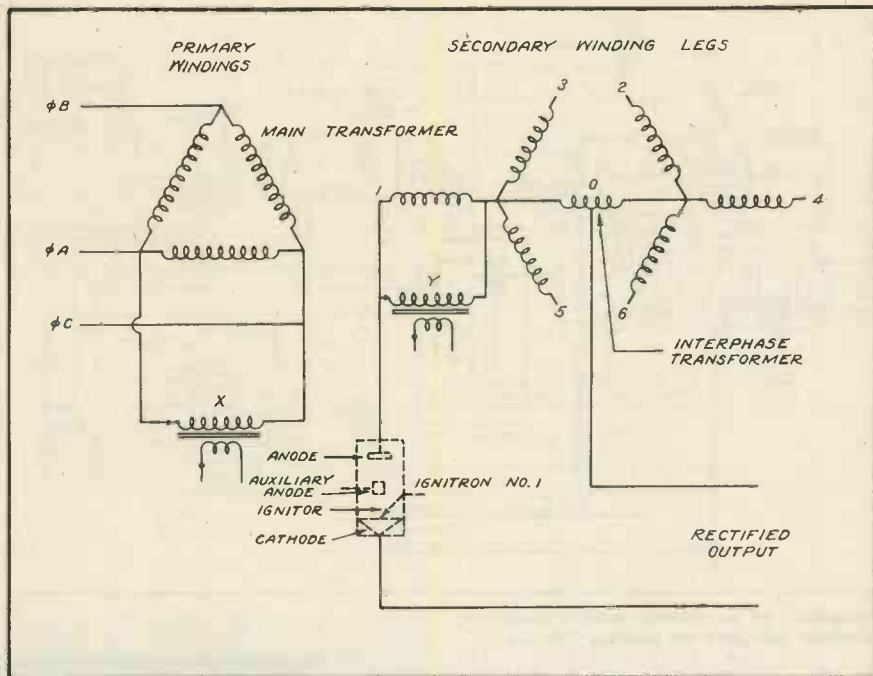 PRIMARY
WINDINGS
SECONDARY WINDING LEGS
φB
MAIN TRANSFORMER
3
2
1
0
4
φA
Y
5
6
φC
INTERPHASE
TRANSFORMER
X
ANODE
AUXILIARY
ANODE
IGNITRON NO. 1
IGNITOR
CATHODE
RECTIFIED
OUTPUT